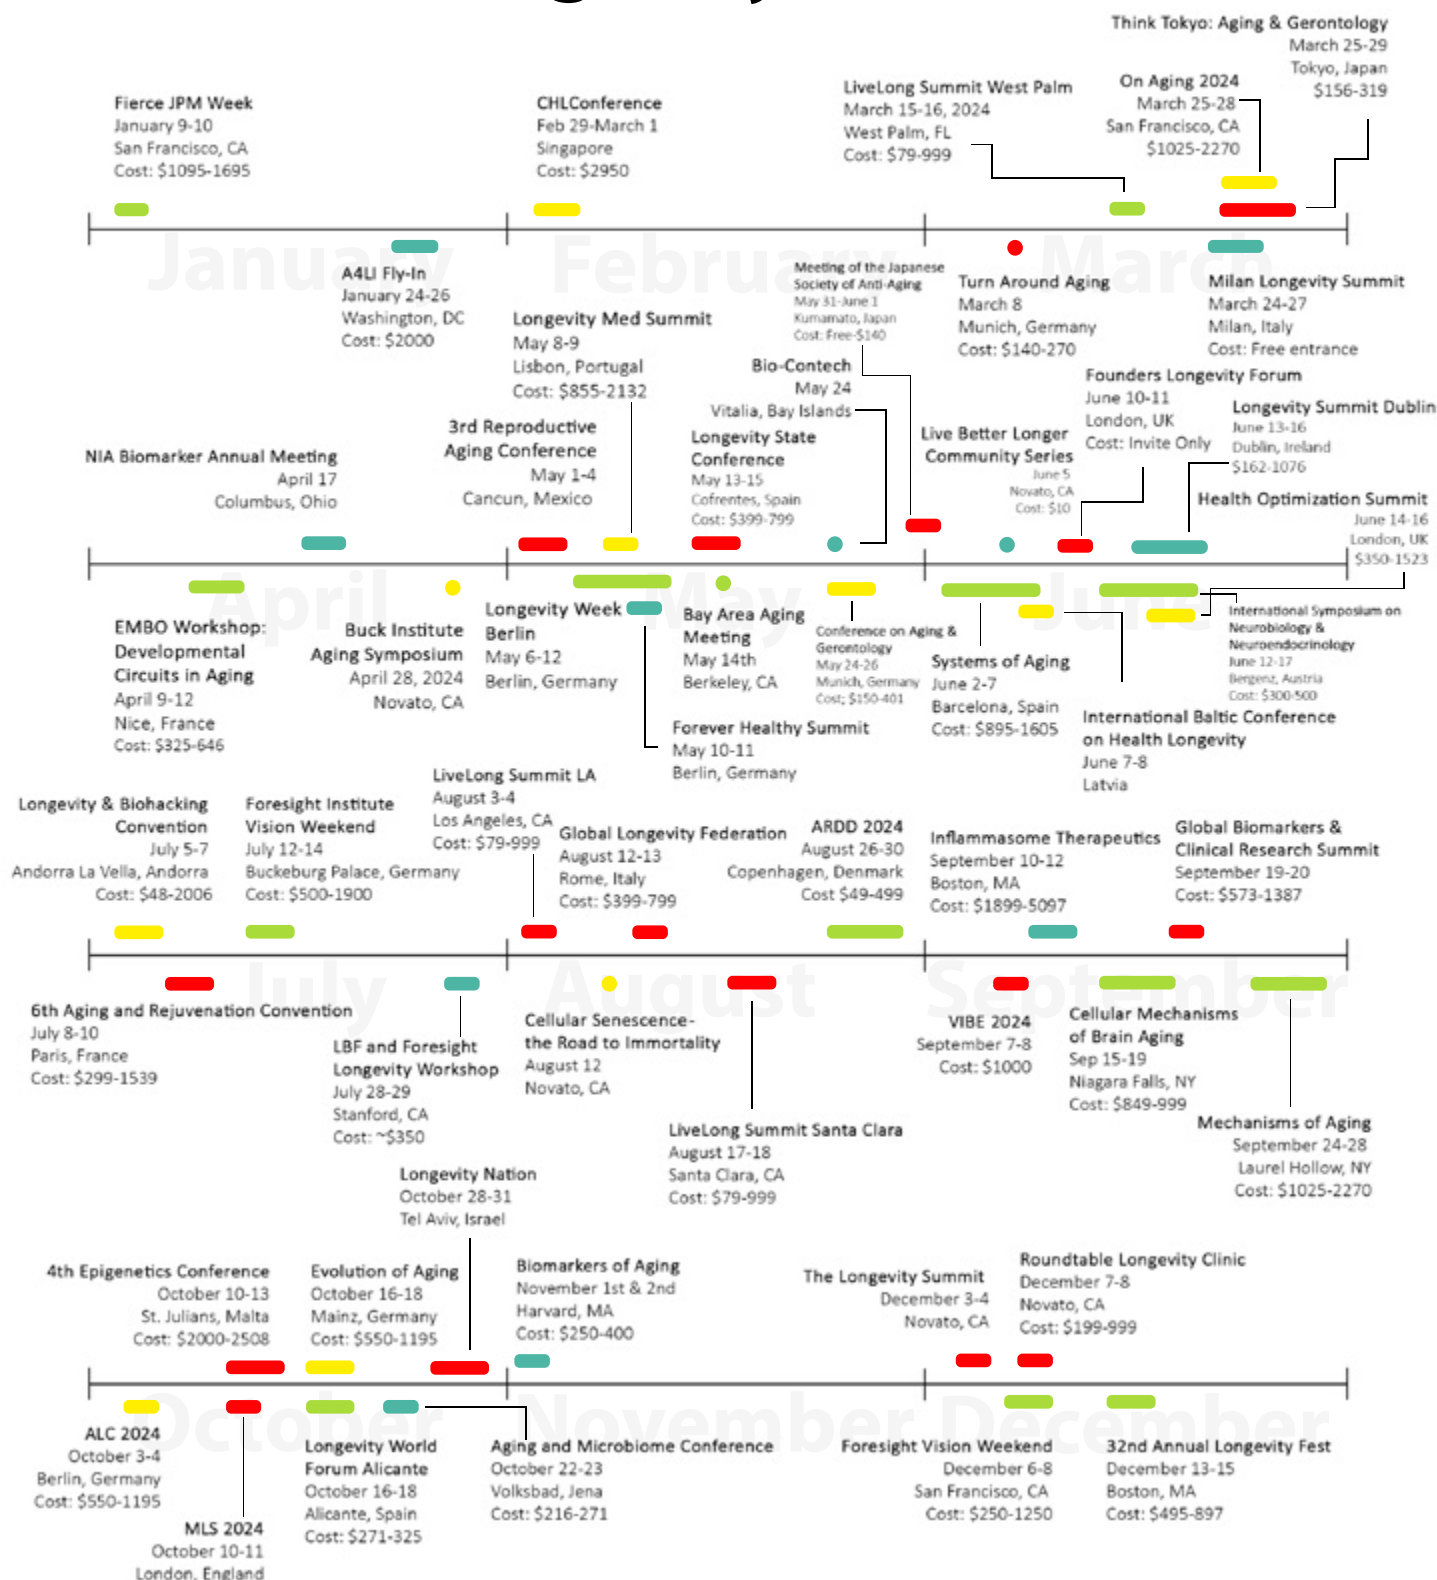 Think Tokyo: Aging & Gerontology
March 25-29
Tokyo, Japan
$156-319
On Aging 2024
March 25-28
San Francisco, CA
$1025-2270
LiveLong Summit West Palm
March 15-16, 2024
West Palm, FL
Cost: $79-999
CHLConference
Feb 29-March 1
Singapore
Cost: $2950
Fierce JPM Week
January 9-10
San Francisco, CA
Cost: $1095-1695
January
February
March
A4LI Fly-In
January 24-26
Washington, DC
Cost: $2000
Turn Around Aging
March 8
Munich, Germany
Cost: $140-270
Milan Longevity Summit
March 24-27
Milan, Italy
Cost: Free entrance
NIA Biomarker Annual Meeting
April 17
Columbus, Ohio
3rd Reproductive
Aging Conference
May 1-4
Cancun, Mexico
Longevity Med Summit
May 8-9
Lisbon, Portugal
Cost: $855-2132
Longevity State
Conference
May 13-15
Cofrentes, Spain
Cost: $399-799
Bio-Contech
May 24
Vitalia, Bay Islands
Meeting of the Japanese
Society of Anti-Aging
May 31-June 1
Kumamato, Japan
Cost: Free-$140
Live Better Longer
Community Series
June 5
Novato, CA
Cost: $10
Founders Longevity Forum
June 10-11
London, UK
Cost: Invite Only
Longevity Summit Dublin
June 13-16
Dublin, Ireland
$162-1076
Health Optimization Summit
June 14-16
London, UK
$350-1523
April
May
June
EMBO Workshop:
Developmental
Circuits in Aging
April 9-12
Nice, France
Cost: $325-646
Buck Institute
Aging Symposium
April 28, 2024
Novato, CA
Longevity Week
Berlin
May 6-12
Berlin, Germany
Forever Healthy Summit
May 10-11
Berlin, Germany
Bay Area Aging
Meeting
May 14th
Berkeley, CA
Conference on Aging &
Gerontology
May 24-26
Munich, Germany
Cost; $150-401
Systems of Aging
June 2-7
Barcelona, Spain
Cost: $895-1605
International Baltic Conference
on Health Longevity
June 7-8
Latvia
International Symposium on
Neurobiology &
Neuroendocrinology
June 12-17
Bergenz, Austria
Cost: $300-500
Longevity & Biohacking
Convention
July 5-7
Andorra La Vella, Andorra
Cost: $48-2006
Foresight Institute
Vision Weekend
July 12-14
Buckeburg Palace, Germany
Cost: $500-1900
LiveLong Summit LA
August 3-4
Los Angeles, CA
Cost: $79-999
Global Longevity Federation
August 12-13
Rome, Italy
Cost: $399-799
ARDD 2024
August 26-30
Copenhagen, Denmark
Cost $49-499
Inflammasome Therapeutics
September 10-12
Boston, MA
Cost: $1899-5097
Global Biomarkers &
Clinical Research Summit
September 19-20
Cost: $573-1387
July
August
September
6th Aging and Rejuvenation Convention
July 8-10
Paris, France
Cost: $299-1539
LBF and Foresight
Longevity Workshop
July 28-29
Stanford, CA
Cost: ~$350
Cellular Senescence-
the Road to Immortality
August 12
Novato, CA
LiveLong Summit Santa Clara
August 17-18
Santa Clara, CA
Cost: $79-999
VIBE 2024
September 7-8
Cost: $1000
Cellular Mechanisms
of Brain Aging
Sep 15-19
Niagara Falls, NY
Cost: $849-999
Mechanisms of Aging
September 24-28
Laurel Hollow, NY
Cost: $1025-2270
4th Epigenetics Conference
October 10-13
St. Julians, Malta
Cost: $2000-2508
Evolution of Aging
October 16-18
Mainz, Germany
Cost: $550-1195
Longevity Nation
October 28-31
Tel Aviv, Israel
Biomarkers of Aging
November 1st & 2nd
Harvard, MA
Cost: $250-400
The Longevity Summit
December 3-4
Novato, CA
Roundtable Longevity Clinic
December 7-8
Novato, CA
Cost: $199-999
October
November
December
ALC 2024
October 3-4
Berlin, Germany
Cost: $550-1195
MLS 2024
October 10-11
London, England
Longevity World
Forum Alicante
October 16-18
Alicante, Spain
Cost: $271-325
Aging and Microbiome Conference
October 22-23
Volksbad, Jena
Cost: $216-271
Foresight Vision Weekend
December 6-8
San Francisco, CA
Cost: $250-1250
32nd Annual Longevity Fest
December 13-15
Boston, MA
Cost: $495-897